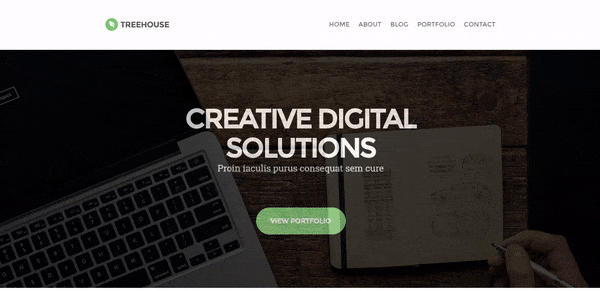 TREEHOUSE
HOME ABOUT BLOG PORTFOLIO CONTACT
CREATIVE DIGITAL
SOLUTIONS
Proin iaculis purus consequat sem cure
VIEW PORTFOLIO